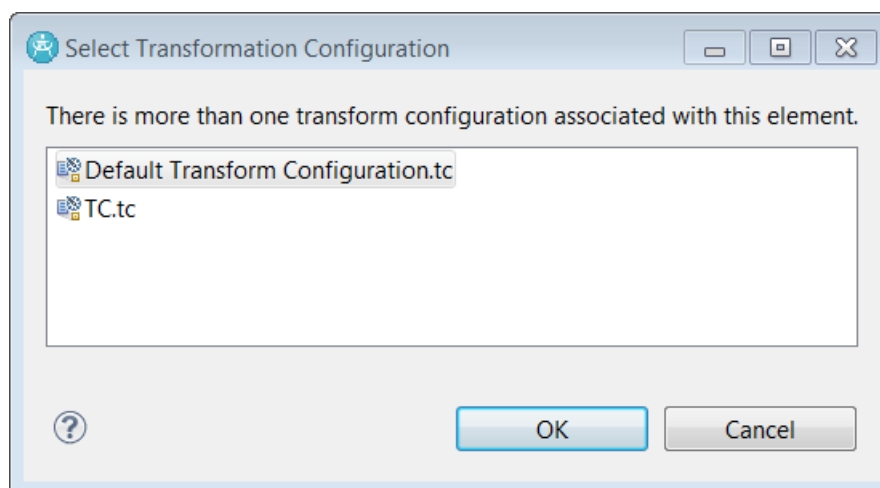 Select Transformation Configuration
There is more than one transform configuration associated with this element.
Default Transform Configuration.tc
TC.tc
?
OK
Cancel